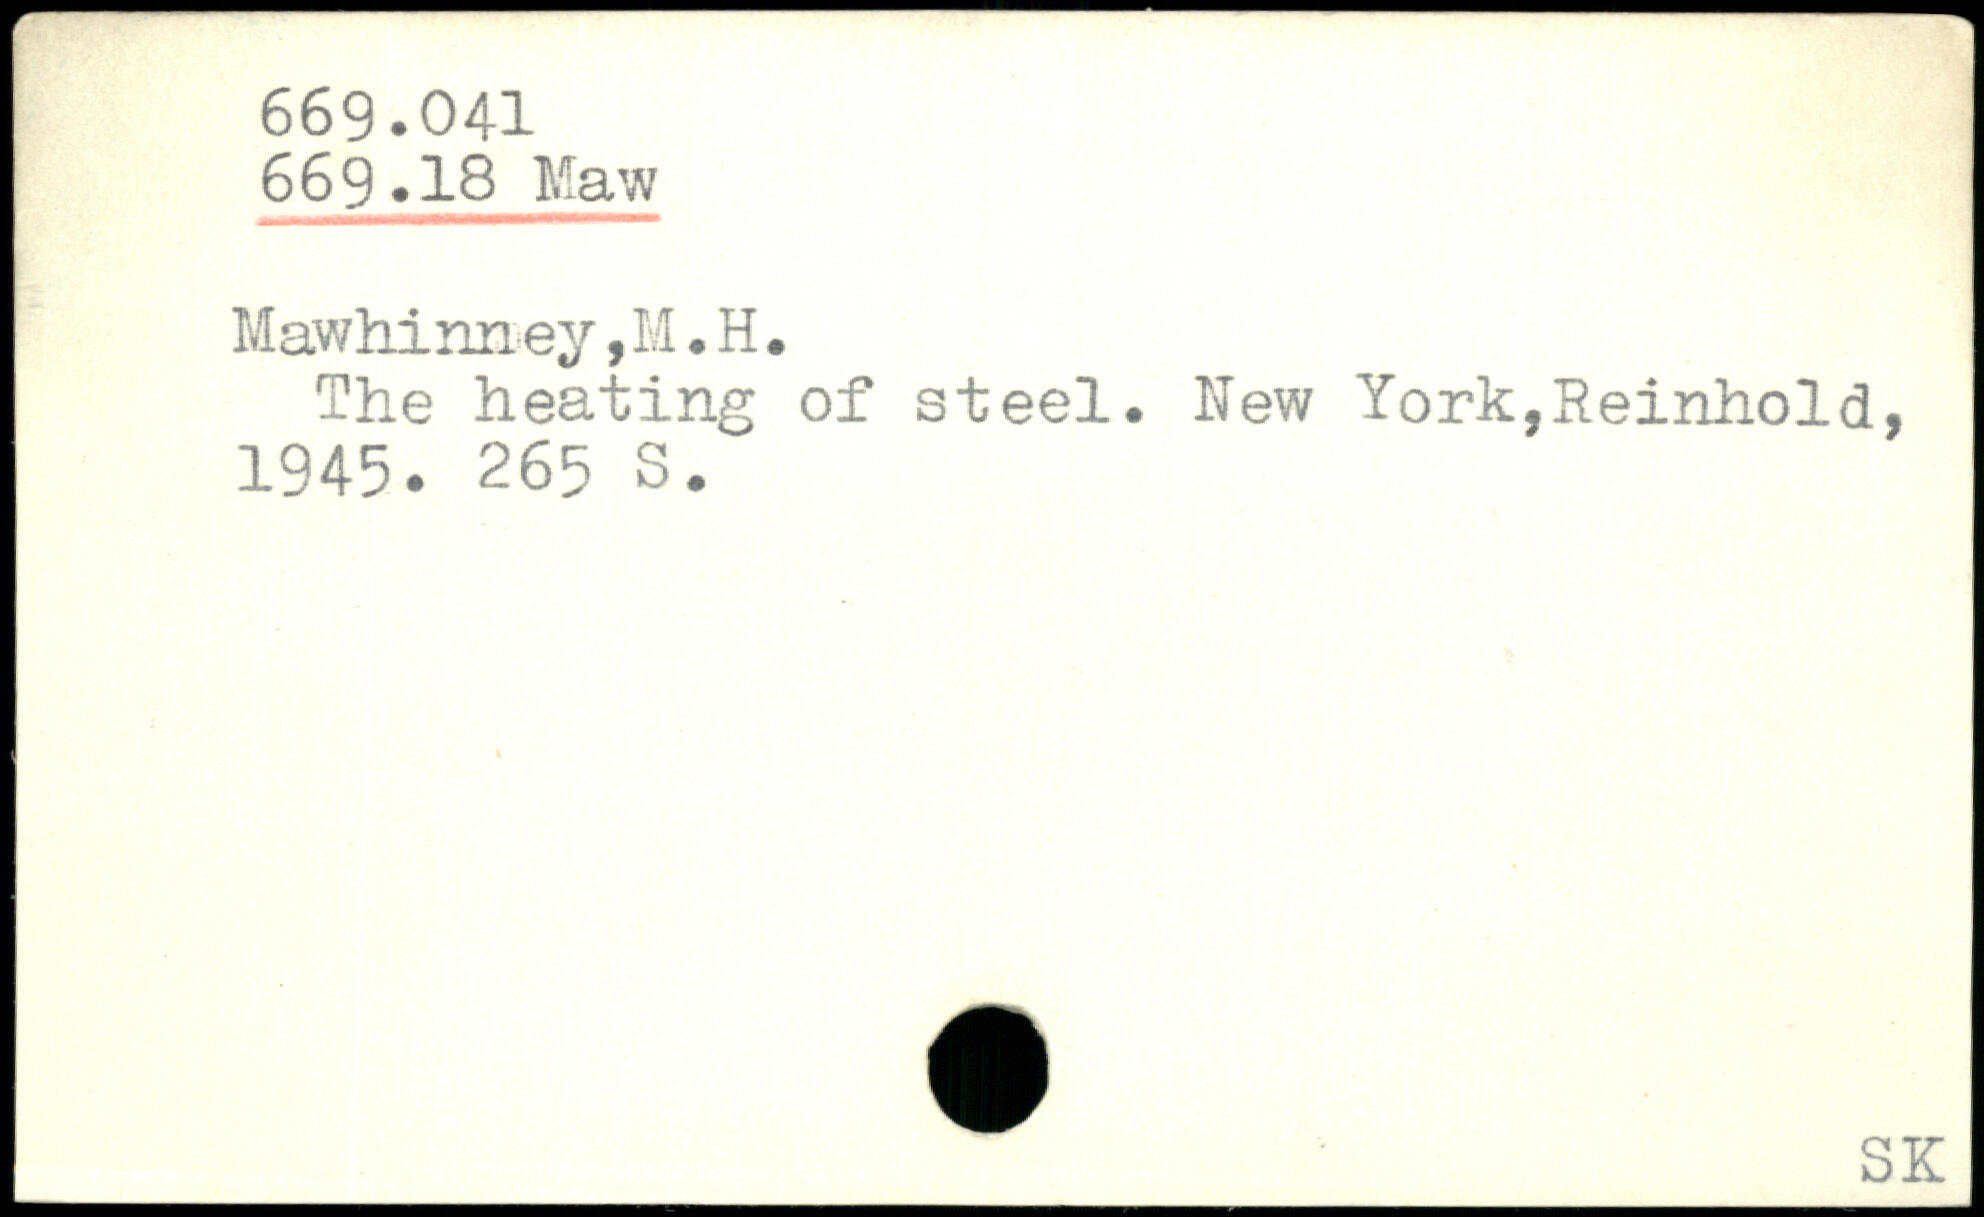 669.041
669.18 Maw
Mawhinney,M.H.
The heating of steel. New York,Reinhold,
1945. 265 S.
SK